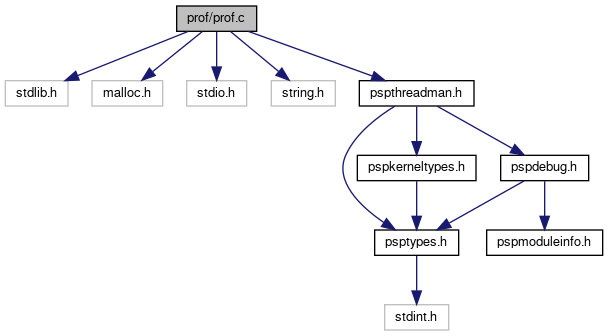 prof/prof.c
stdlib.h
malloc.h
stdio.h
string.h
pspthreadman.h
pspkerneltypes.h
pspdebug.h
psptypes.h
pspmoduleinfo.h
stdint.h